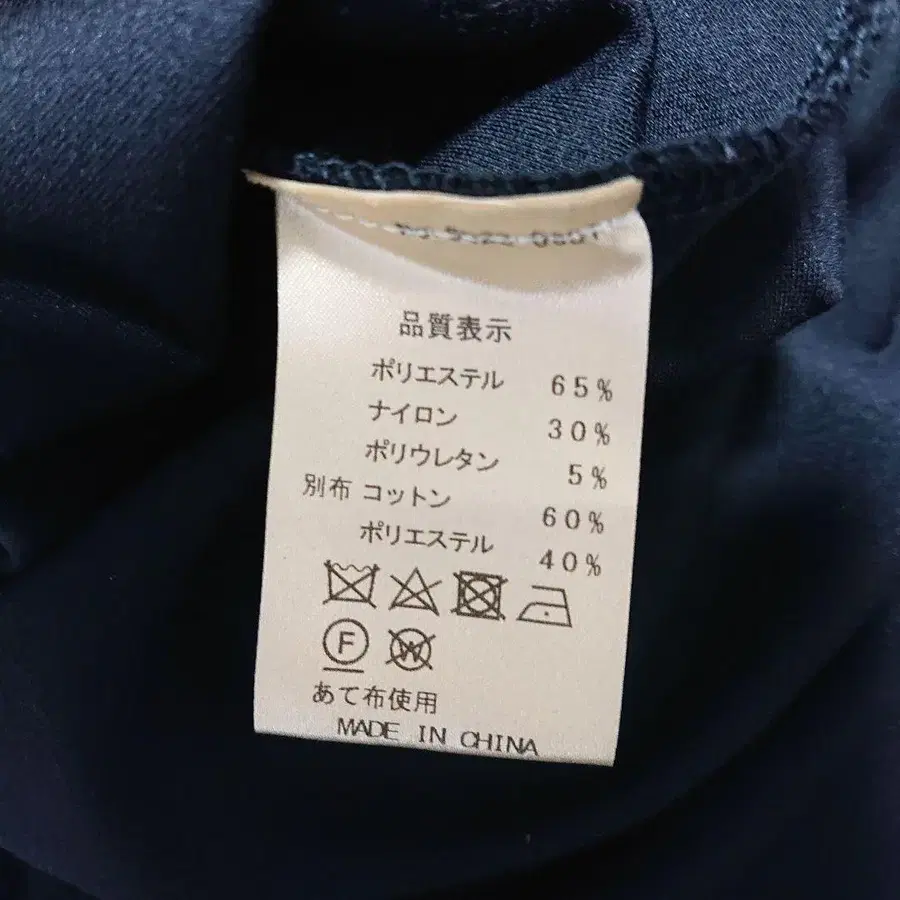 品質表示
ポリエステル 65%
ナイロン 30%
ポリウレタン 5%
別布 コットン 60%
ポリエステル 40%
F W
あて布使用
MADE IN CHINA